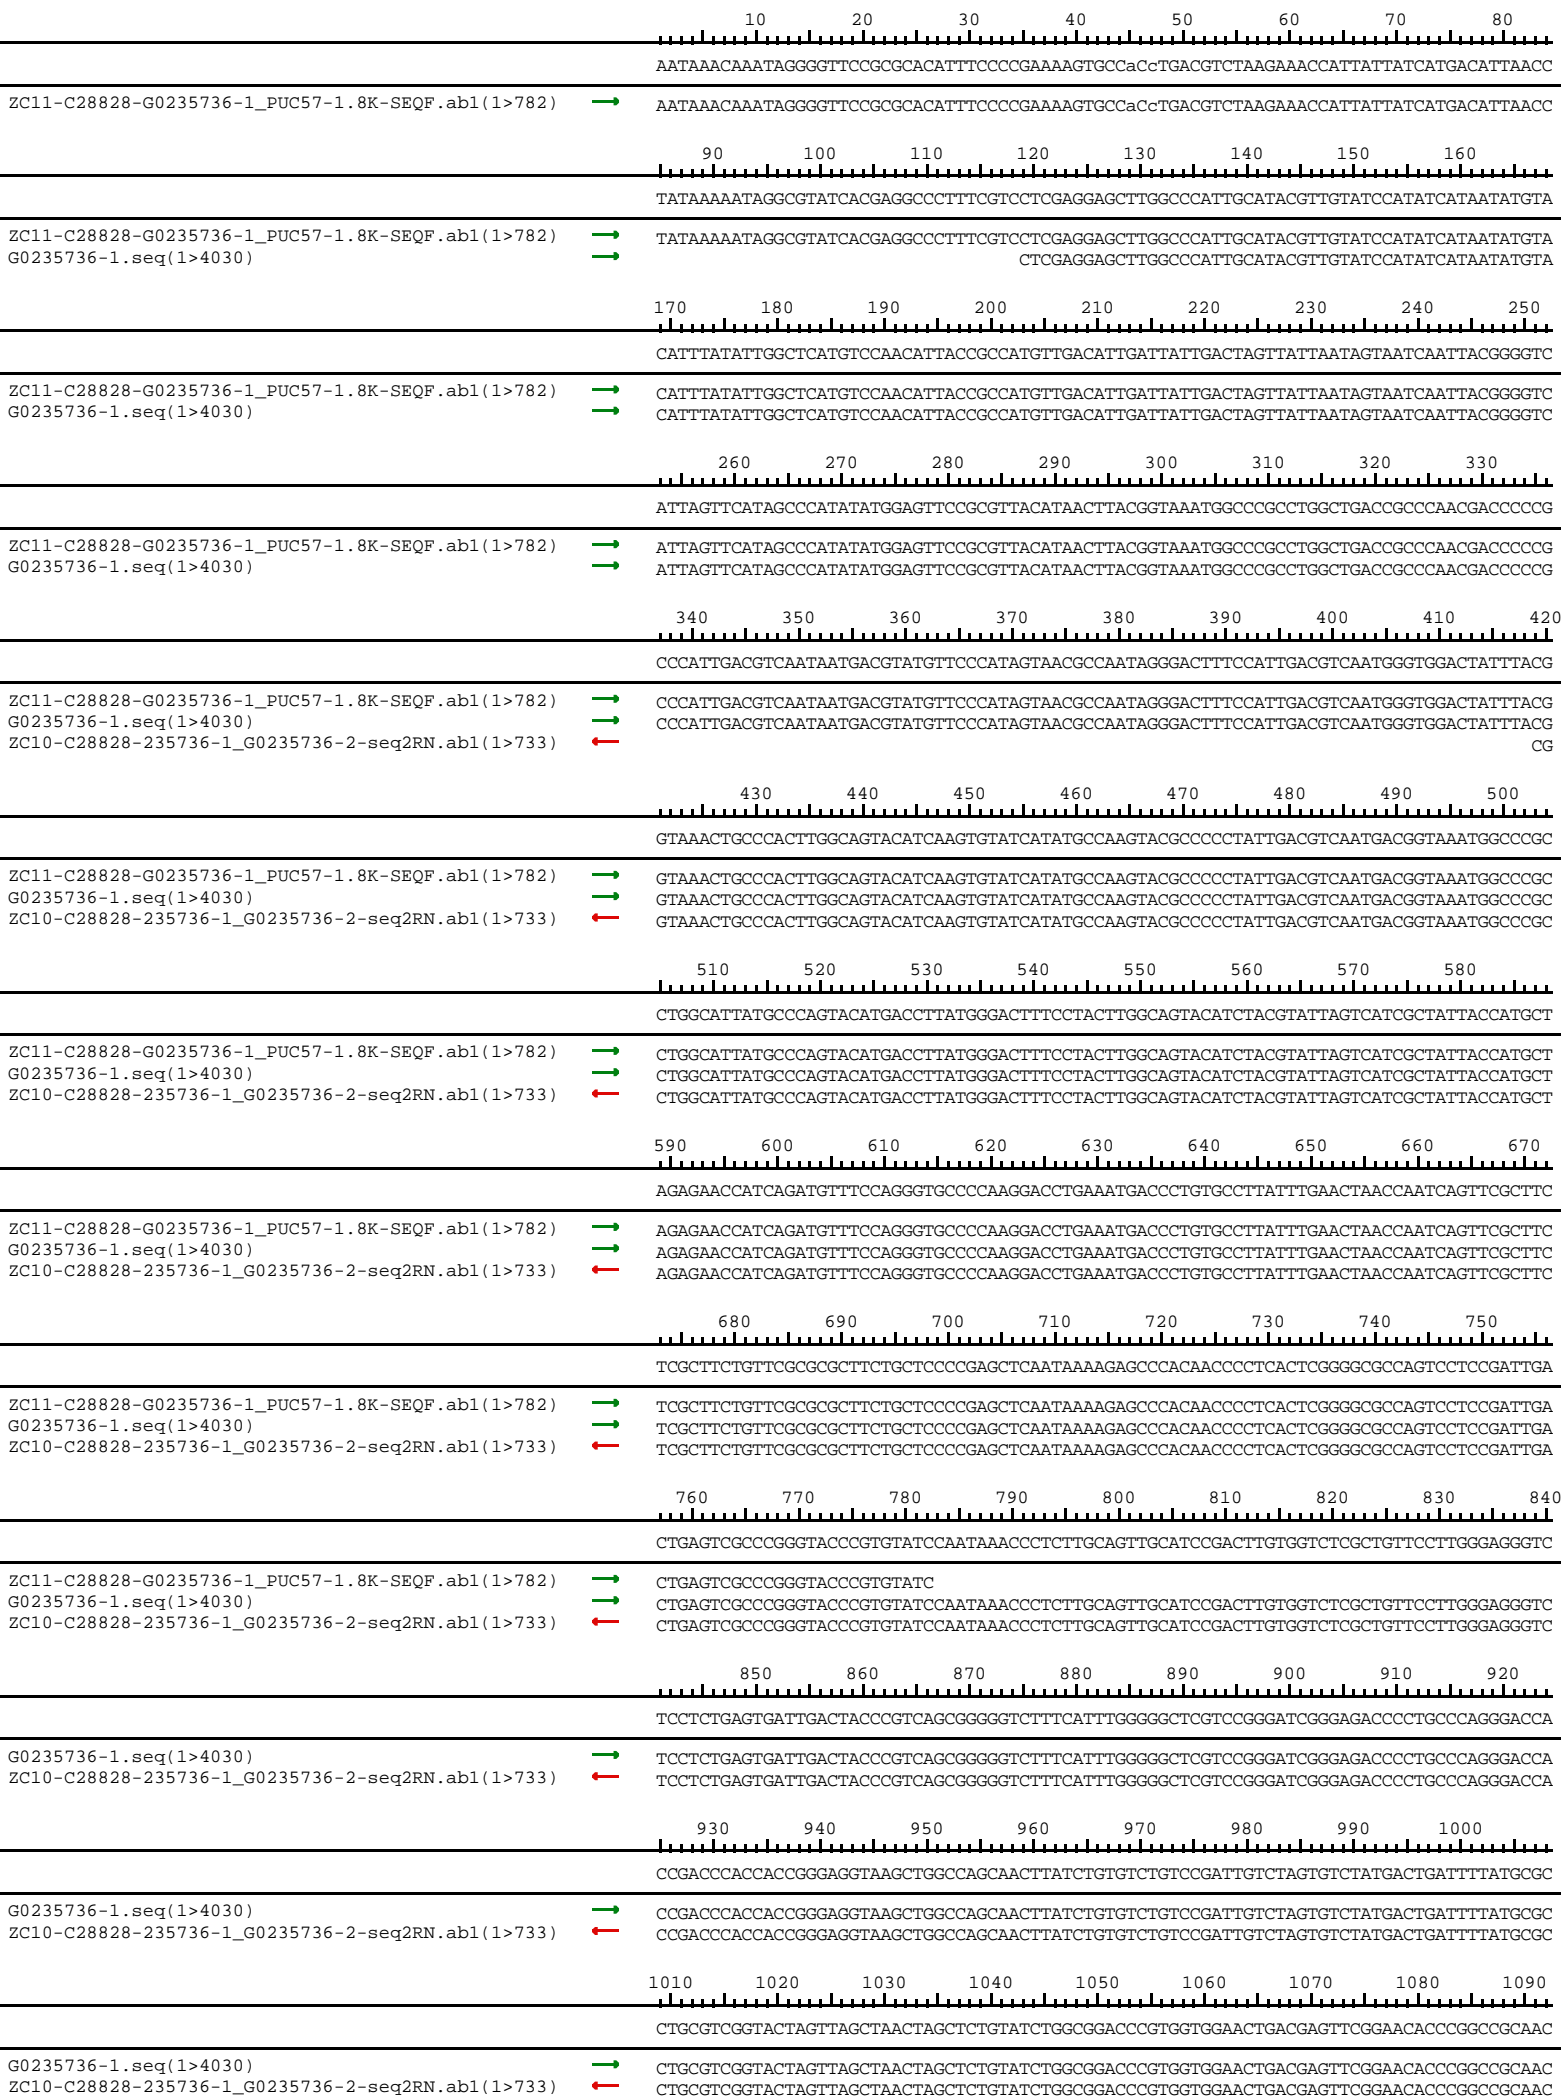 10 20 30 40 50 60 70 80
AATAAACAAATAGGGGTTCCGCGCACATTTCCCCGAAAAGTGCCaCcTGACGTCTAAGAAACCATTATTATCATGACATTAACC
ZC11-C28828-G0235736-1_PUC57-1.8K-SEQF.ab1(1>782) AATAAACAAATAGGGGTTCCGCGCACATTTCCCCGAAAAGTGCCaCcTGACGTCTAAGAAACCATTATTATCATGACATTAACC
90 100 110 120 130 140 150 160
TATAAAAATAGGCGTATCACGAGGCCCTTTCGTCCTCGAGGAGCTTGGCCCATTGCATACGTTGTATCCATATCATAATATGTA
ZC11-C28828-G0235736-1_PUC57-1.8K-SEQF.ab1(1>782) TATAAAAATAGGCGTATCACGAGGCCCTTTCGTCCTCGAGGAGCTTGGCCCATTGCATACGTTGTATCCATATCATAATATGTA
G0235736-1.seq(1>4030) CTCGAGGAGCTTGGCCCATTGCATACGTTGTATCCATATCATAATATGTA
170 180 190 200 210 220 230 240 250
CATTTATATTGGCTCATGTCCAACATTACCGCCATGTTGACATTGATTATTGACTAGTTATTAATAGTAATCAATTACGGGGTC
ZC11-C28828-G0235736-1_PUC57-1.8K-SEQF.ab1(1>782) CATTTATATTGGCTCATGTCCAACATTACCGCCATGTTGACATTGATTATTGACTAGTTATTAATAGTAATCAATTACGGGGTC
G0235736-1.seq(1>4030) CATTTATATTGGCTCATGTCCAACATTACCGCCATGTTGACATTGATTATTGACTAGTTATTAATAGTAATCAATTACGGGGTC
260 270 280 290 300 310 320 330
ATTAGTTCATAGCCCATATATGGAGTTCCGCGTTACATAACTTACGGTAAATGGCCCGCCTGGCTGACCGCCCAACGACCCCCG
ZC11-C28828-G0235736-1_PUC57-1.8K-SEQF.ab1(1>782) ATTAGTTCATAGCCCATATATGGAGTTCCGCGTTACATAACTTACGGTAAATGGCCCGCCTGGCTGACCGCCCAACGACCCCCG
G0235736-1.seq(1>4030) ATTAGTTCATAGCCCATATATGGAGTTCCGCGTTACATAACTTACGGTAAATGGCCCGCCTGGCTGACCGCCCAACGACCCCCG
340 350 360 370 380 390 400 410 420
CCCATTGACGTCAATAATGACGTATGTTCCCATAGTAACGCCAATAGGGACTTTCCATTGACGTCAATGGGTGGACTATTTACG
ZC11-C28828-G0235736-1_PUC57-1.8K-SEQF.ab1(1>782) CCCATTGACGTCAATAATGACGTATGTTCCCATAGTAACGCCAATAGGGACTTTCCATTGACGTCAATGGGTGGACTATTTACG
G0235736-1.seq(1>4030) CCCATTGACGTCAATAATGACGTATGTTCCCATAGTAACGCCAATAGGGACTTTCCATTGACGTCAATGGGTGGACTATTTACG
ZC10-C28828-235736-1_G0235736-2-seq2RN.ab1(1>733) CG
430 440 450 460 470 480 490 500
GTAAACTGCCCACTTGGCAGTACATCAAGTGTATCATATGCCAAGTACGCCCCCTATTGACGTCAATGACGGTAAATGGCCCGC
ZC11-C28828-G0235736-1_PUC57-1.8K-SEQF.ab1(1>782) GTAAACTGCCCACTTGGCAGTACATCAAGTGTATCATATGCCAAGTACGCCCCCTATTGACGTCAATGACGGTAAATGGCCCGC
G0235736-1.seq(1>4030) GTAAACTGCCCACTTGGCAGTACATCAAGTGTATCATATGCCAAGTACGCCCCCTATTGACGTCAATGACGGTAAATGGCCCGC
ZC10-C28828-235736-1_G0235736-2-seq2RN.ab1(1>733) GTAAACTGCCCACTTGGCAGTACATCAAGTGTATCATATGCCAAGTACGCCCCCTATTGACGTCAATGACGGTAAATGGCCCGC
510 520 530 540 550 560 570 580
CTGGCATTATGCCCAGTACATGACCTTATGGGACTTTCCTACTTGGCAGTACATCTACGTATTAGTCATCGCTATTACCATGCT
ZC11-C28828-G0235736-1_PUC57-1.8K-SEQF.ab1(1>782) CTGGCATTATGCCCAGTACATGACCTTATGGGACTTTCCTACTTGGCAGTACATCTACGTATTAGTCATCGCTATTACCATGCT
G0235736-1.seq(1>4030) CTGGCATTATGCCCAGTACATGACCTTATGGGACTTTCCTACTTGGCAGTACATCTACGTATTAGTCATCGCTATTACCATGCT
ZC10-C28828-235736-1_G0235736-2-seq2RN.ab1(1>733) CTGGCATTATGCCCAGTACATGACCTTATGGGACTTTCCTACTTGGCAGTACATCTACGTATTAGTCATCGCTATTACCATGCT
590 600 610 620 630 640 650 660 670
AGAGAACCATCAGATGTTTCCAGGGTGCCCCAAGGACCTGAAATGACCCTGTGCCTTATTTGAACTAACCAATCAGTTCGCTTC
ZC11-C28828-G0235736-1_PUC57-1.8K-SEQF.ab1(1>782) AGAGAACCATCAGATGTTTCCAGGGTGCCCCAAGGACCTGAAATGACCCTGTGCCTTATTTGAACTAACCAATCAGTTCGCTTC
G0235736-1.seq(1>4030) AGAGAACCATCAGATGTTTCCAGGGTGCCCCAAGGACCTGAAATGACCCTGTGCCTTATTTGAACTAACCAATCAGTTCGCTTC
ZC10-C28828-235736-1_G0235736-2-seq2RN.ab1(1>733) AGAGAACCATCAGATGTTTCCAGGGTGCCCCAAGGACCTGAAATGACCCTGTGCCTTATTTGAACTAACCAATCAGTTCGCTTC
680 690 700 710 720 730 740 750
TCGCTTCTGTTCGCGCGCTTCTGCTCCCCGAGCTCAATAAAAGAGCCCACAACCCCTCACTCGGGGCGCCAGTCCTCCGATTGA
ZC11-C28828-G0235736-1_PUC57-1.8K-SEQF.ab1(1>782) TCGCTTCTGTTCGCGCGCTTCTGCTCCCCGAGCTCAATAAAAGAGCCCACAACCCCTCACTCGGGGCGCCAGTCCTCCGATTGA
G0235736-1.seq(1>4030) TCGCTTCTGTTCGCGCGCTTCTGCTCCCCGAGCTCAATAAAAGAGCCCACAACCCCTCACTCGGGGCGCCAGTCCTCCGATTGA
ZC10-C28828-235736-1_G0235736-2-seq2RN.ab1(1>733) TCGCTTCTGTTCGCGCGCTTCTGCTCCCCGAGCTCAATAAAAGAGCCCACAACCCCTCACTCGGGGCGCCAGTCCTCCGATTGA
760 770 780 790 800 810 820 830 840
CTGAGTCGCCCGGGTACCCGTGTATCCAATAAACCCTCTTGCAGTTGCATCCGACTTGTGGTCTCGCTGTTCCTTGGGAGGGTC
ZC11-C28828-G0235736-1_PUC57-1.8K-SEQF.ab1(1>782) CTGAGTCGCCCGGGTACCCGTGTATC
G0235736-1.seq(1>4030) CTGAGTCGCCCGGGTACCCGTGTATCCAATAAACCCTCTTGCAGTTGCATCCGACTTGTGGTCTCGCTGTTCCTTGGGAGGGTC
ZC10-C28828-235736-1_G0235736-2-seq2RN.ab1(1>733) CTGAGTCGCCCGGGTACCCGTGTATCCAATAAACCCTCTTGCAGTTGCATCCGACTTGTGGTCTCGCTGTTCCTTGGGAGGGTC
850 860 870 880 890 900 910 920
TCCTCTGAGTGATTGACTACCCGTCAGCGGGGGTCTTTCATTTGGGGGCTCGTCCGGGATCGGGAGACCCCTGCCCAGGGACCA
G0235736-1.seq(1>4030) TCCTCTGAGTGATTGACTACCCGTCAGCGGGGGTCTTTCATTTGGGGGCTCGTCCGGGATCGGGAGACCCCTGCCCAGGGACCA
ZC10-C28828-235736-1_G0235736-2-seq2RN.ab1(1>733) TCCTCTGAGTGATTGACTACCCGTCAGCGGGGGTCTTTCATTTGGGGGCTCGTCCGGGATCGGGAGACCCCTGCCCAGGGACCA
930 940 950 960 970 980 990 1000
CCGACCCACCACCGGGAGGTAAGCTGGCCAGCAACTTATCTGTGTCTGTCCGATTGTCTAGTGTCTATGACTGATTTTATGCGC
G0235736-1.seq(1>4030) CCGACCCACCACCGGGAGGTAAGCTGGCCAGCAACTTATCTGTGTCTGTCCGATTGTCTAGTGTCTATGACTGATTTTATGCGC
ZC10-C28828-235736-1_G0235736-2-seq2RN.ab1(1>733) CCGACCCACCACCGGGAGGTAAGCTGGCCAGCAACTTATCTGTGTCTGTCCGATTGTCTAGTGTCTATGACTGATTTTATGCGC
1010 1020 1030 1040 1050 1060 1070 1080 1090
CTGCGTCGGTACTAGTTAGCTAACTAGCTCTGTATCTGGCGGACCCGTGGTGGAACTGACGAGTTCGGAACACCCGGCCGCAAC
G0235736-1.seq(1>4030) CTGCGTCGGTACTAGTTAGCTAACTAGCTCTGTATCTGGCGGACCCGTGGTGGAACTGACGAGTTCGGAACACCCGGCCGCAAC
ZC10-C28828-235736-1_G0235736-2-seq2RN.ab1(1>733) CTGCGTCGGTACTAGTTAGCTAACTAGCTCTGTATCTGGCGGACCCGTGGTGGAACTGACGAGTTCGGAACACCCGGCCGCAAC